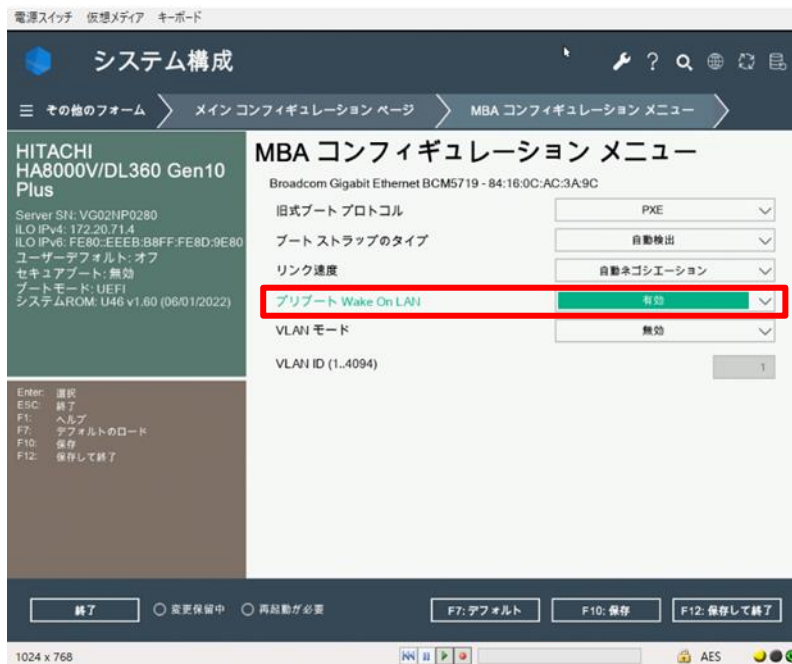 電源スイッチ 仮想メディア キーボード
システム構成
?
その他のフォーム メイン コンフィギュレーション ページ MBA コンフィギュレーション メニュー
HITACHI
HA8000V/DL360 Gen10
Plus
Server SN: VG02NP0280
iLO IPv4: 172.20.71.4
iLO IPv6: FE80::EEEB:B8FF:FE8D:9E80
ユーザーデフォルト: オフ
セキュアブート: 無効
ブートモード: UEFI
システムROM: U46 v1.60 (06/01/2022)
Enter: 選択
ESC: 終了
F1: ヘルプ
F7: デフォルトのロード
F10: 保存
F12: 保存して終了
MBA コンフィギュレーション メニュー
Broadcom Gigabit Ethernet BCM5719 - 84:16:0C:AC:3A:9C
旧式ブート プロトコル PXE
ブート ストラップのタイプ 自動検出
リンク速度 自動ネゴシエーション
プリブート Wake On LAN 有効
VLAN モード 無効
VLAN ID (1..4094) 1
終了 変更保留中 再起動が必要 F7: デフォルト F10: 保存 F12: 保存して終了
1024 x 768 AES